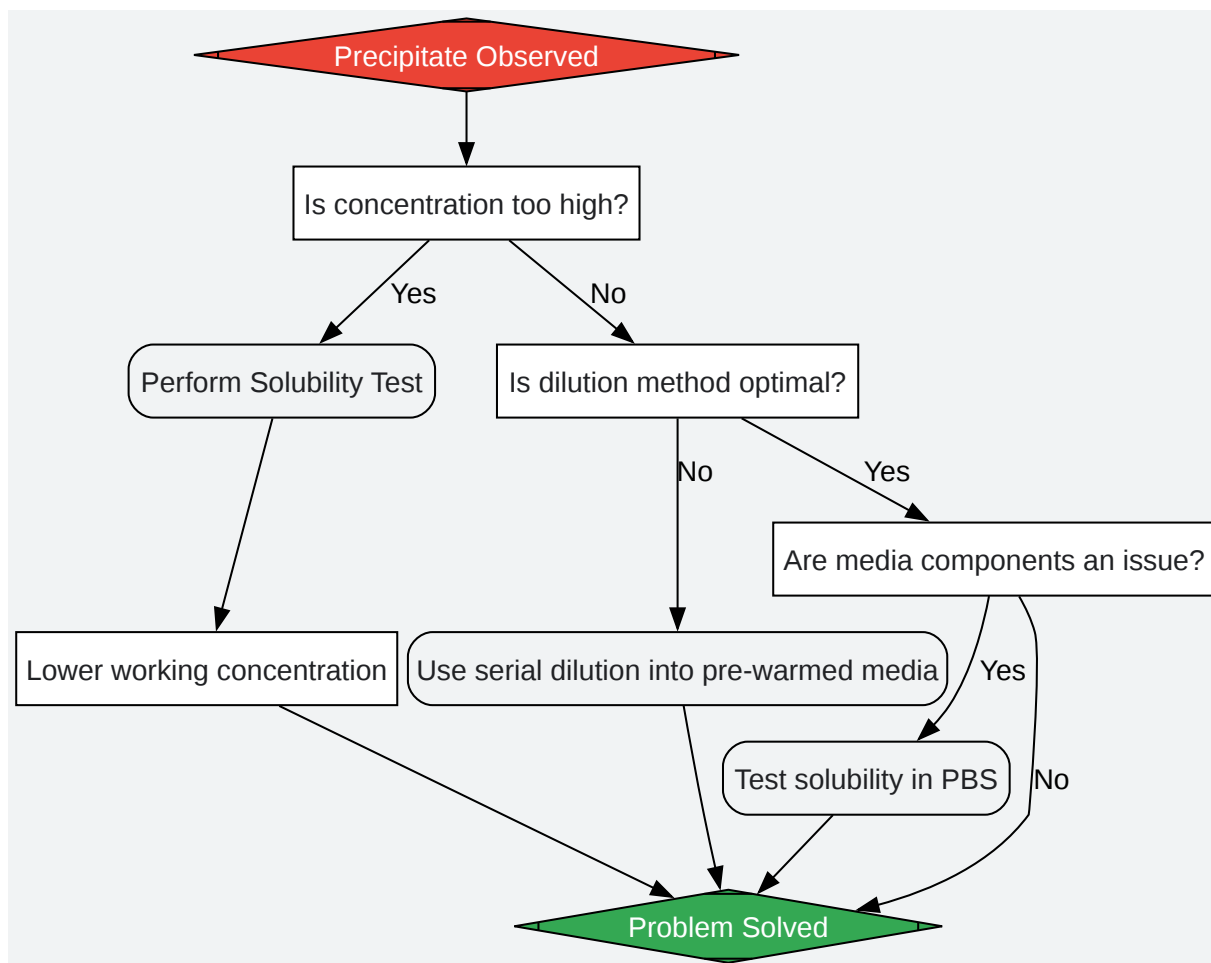 Precipitate Observed
Is concentration too high?
Yes
No
Perform Solubility Test
Is dilution method optimal?
No
Yes
Are media components an issue?
Lower working concentration
Use serial dilution into pre-warmed media
Yes
Test solubility in PBS
No
Problem Solved